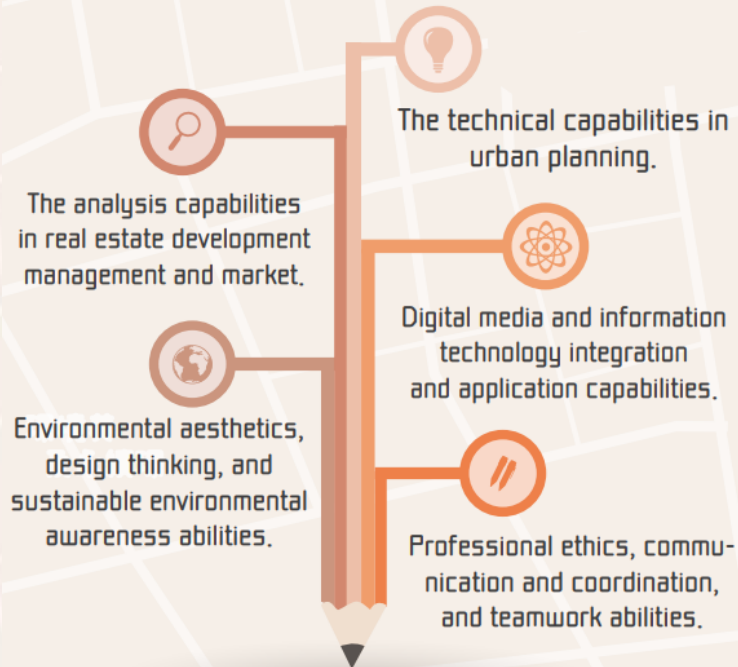 The technical capabilities in
urban planning.
The analysis capabilities
in real estate development
management and market.
Digital media and information
technology integration
and application capabilities.
Environmental aesthetics,
design thinking, and
sustainable environmental
awareness abilities.
Professional ethics, commu-
nication and coordination,
and teamwork abilities.